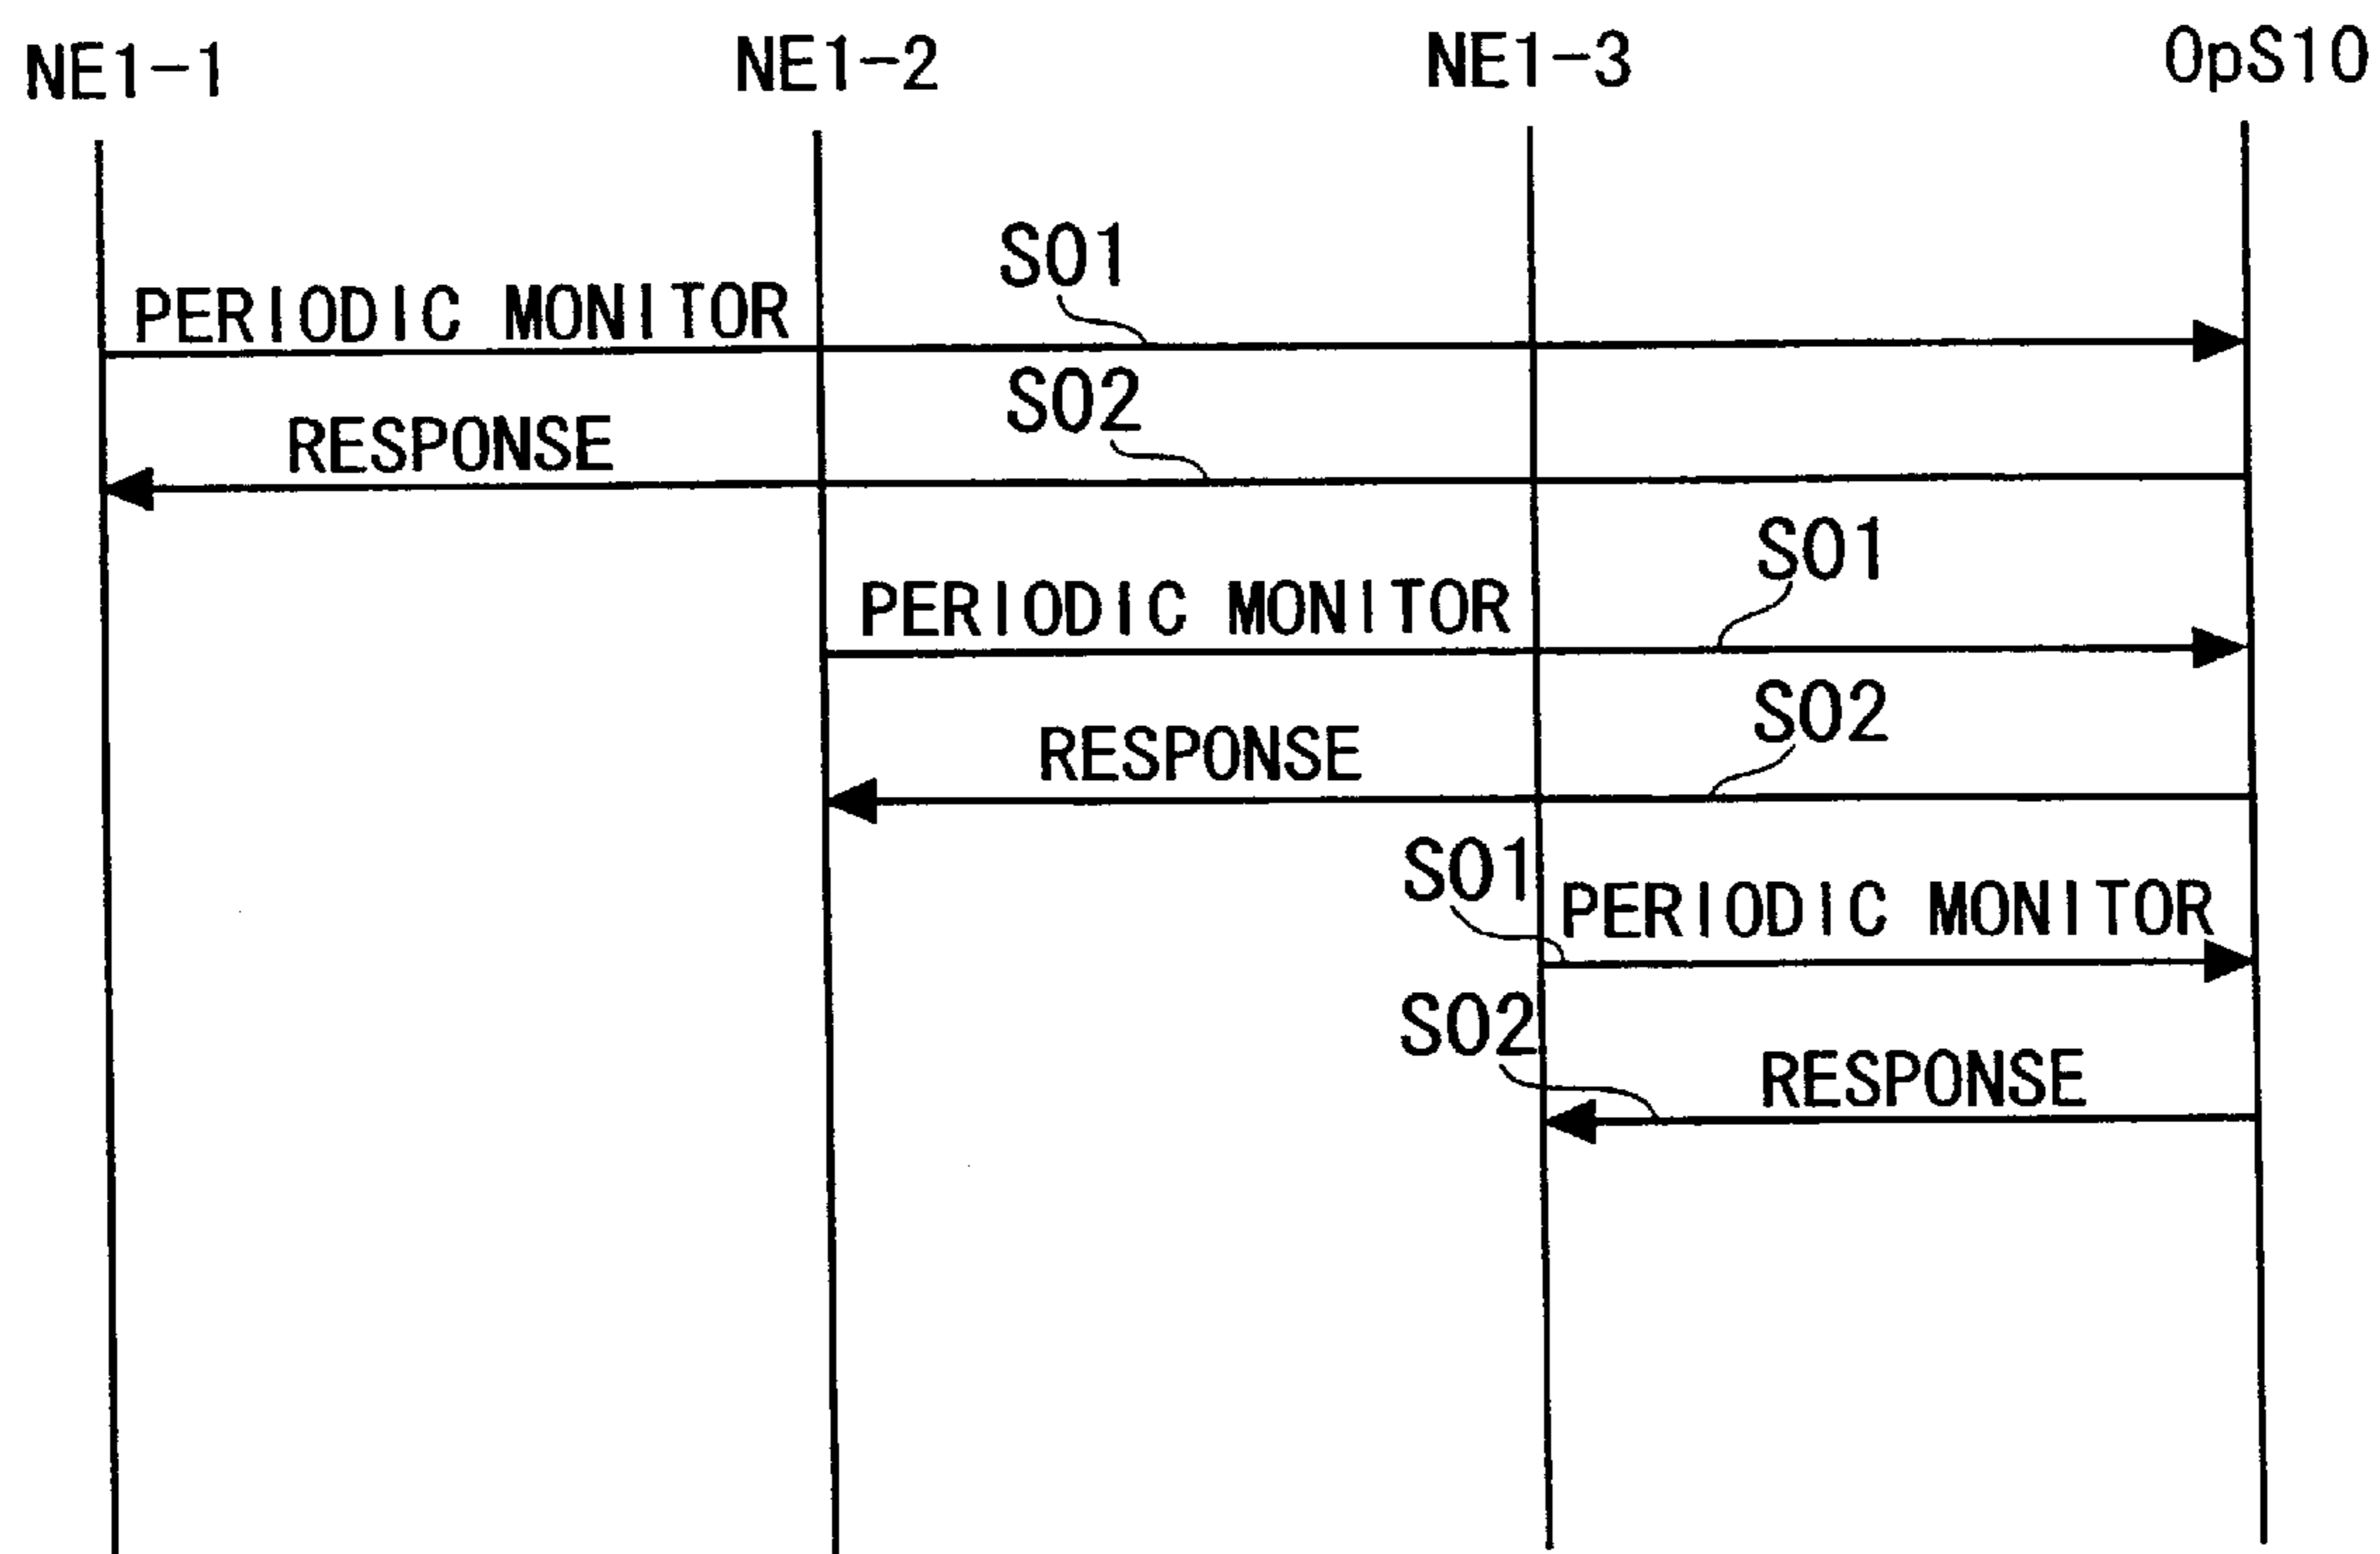 NE1-1 NE1-2 NE1-3 OpS10
S01
PERIODIC MONITOR
S02
RESPONSE
S01
PERIODIC MONITOR
S02
RESPONSE
S01
PERIODIC MONITOR
S02
RESPONSE